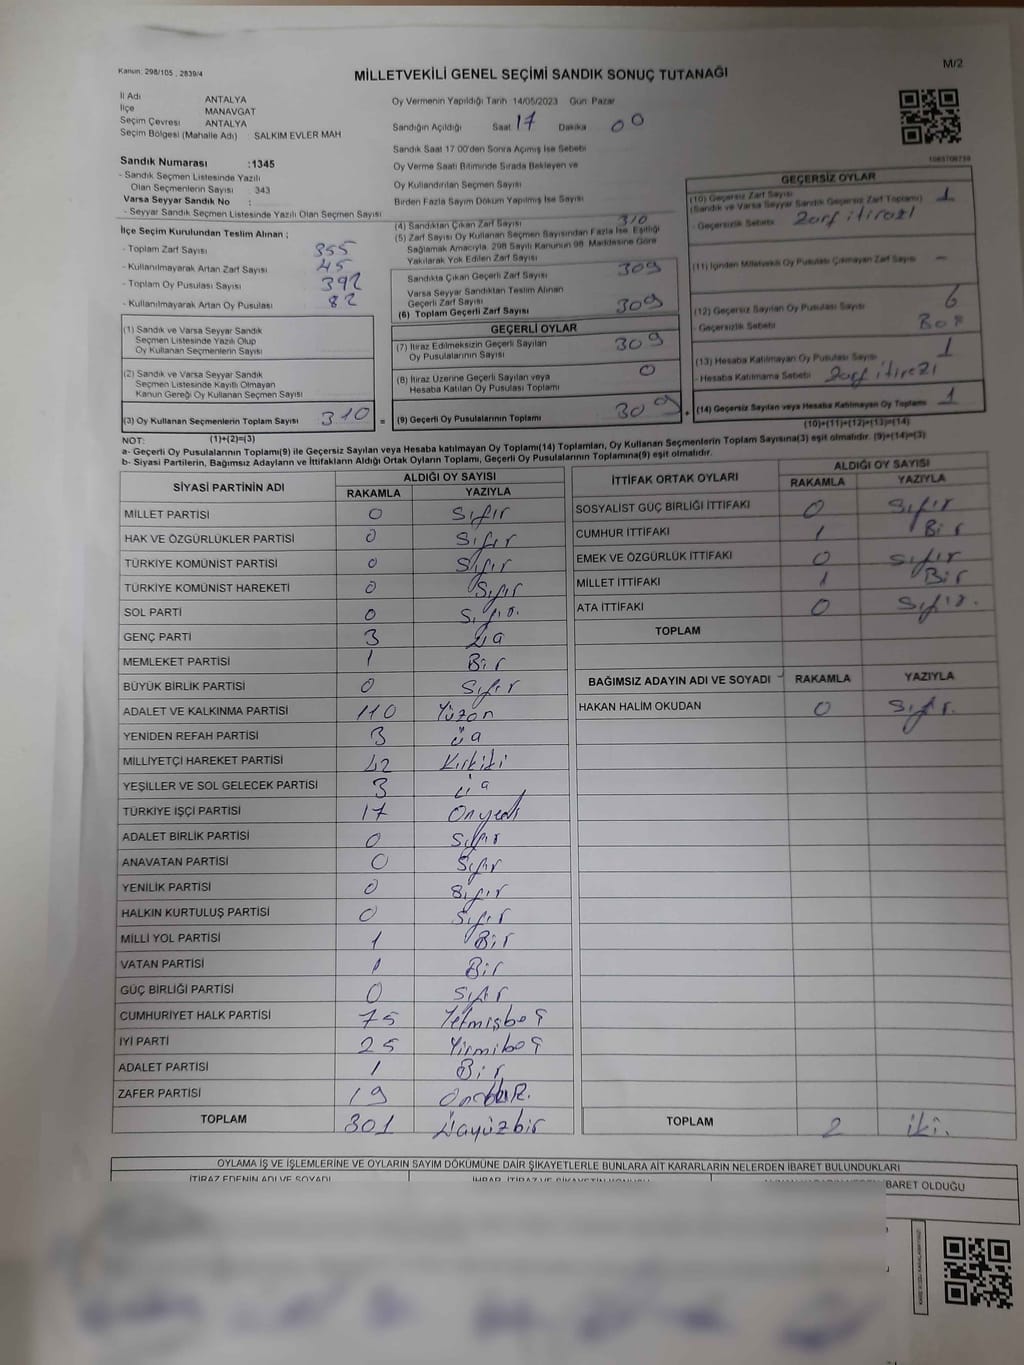 Kanun: 298/105 , 2839/4
MİLLETVEKİLİ GENEL SEÇİMİ SANDIK SONUÇ TUTANAĞI
M/2
İl Adı ANTALYA
İlçe MANAVGAT
Seçim Çevresi ANTALYA
Seçim Bölgesi (Mahalle Adı) SALKIM EVLER MAH
Sandık Numarası :1345
- Sandık Seçmen Listesinde Yazılı
Olan Seçmenlerin Sayısı : 343
Varsa Seyyar Sandık No :
- Seyyar Sandık Seçmen Listesinde Yazılı Olan Seçmen Sayısı
İlçe Seçim Kurulundan Teslim Alınan ;
- Toplam Zarf Sayısı 355
- Kullanılmayarak Artan Zarf Sayısı 45
- Toplam Oy Pusulası Sayısı 392
- Kullanılmayarak Artan Oy Pusulası 82
(1) Sandık ve Varsa Seyyar Sandık
Seçmen Listesinde Yazılı Olup
Oy Kullanan Seçmenlerin Sayısı
(2) Sandık ve Varsa Seyyar Sandık
Seçmen Listesinde Kayıtlı Olmayan
Kanun Gereği Oy Kullanan Seçmen Sayısı
(3) Oy Kullanan Seçmenlerin Toplam Sayısı 310 =
(1)+(2)=(3)
Oy Vermenin Yapıldığı Tarih 14/05/2023 Gün Pazar
Sandığın Açıldığı Saat 17 Dakika 00
Sandık Saat 17.00'den Sonra Açımış İse Sebebi
Oy Verme Saati Bitiminde Sırada Bekleyen ve
Oy Kullandırılan Seçmen Sayısı
Birden Fazla Sayım Döküm Yapılmış İse Sayısı
(4) Sandıktan Çıkan Zarf Sayısı 310
(5) Zarf Sayısı Oy Kullanan Seçmen Sayısından Fazla İse, Eşitliği
Sağlamak Amacıyla, 298 Sayılı Kanunun 98. Maddesine Göre
Yakılarak Yok Edilen Zarf Sayısı
Sandıkta Çıkan Geçerli Zarf Sayısı 309
Varsa Seyyar Sandıktan Teslim Alınan
Geçerli Zarf Sayısı
(6) Toplam Geçerli Zarf Sayısı 309
GEÇERLİ OYLAR
(7) İtiraz Edilmeksizin Geçerli Sayılan
Oy Pusulalarının Sayısı 309
(8) İtiraz Üzerine Geçerli Sayılan veya
Hesaba Katılan Oy Pusulası Toplamı 0
(9) Geçerli Oy Pusulalarının Toplamı 309 +
1083708739
GEÇERSİZ OYLAR
(10) Geçersiz Zarf Sayısı 1
(Sandık ve Varsa Seyyar Sandık Geçersiz Zarf Toplamı)
- Geçersizlik Sebebi Zarf itirazı
(11) İçinden Milletvekili Oy Pusulası Çıkmayan Zarf Sayısı -
(12) Geçersiz Sayılan Oy Pusulası Sayısı 6
- Geçersizlik Sebebi Boş
(13) Hesaba Katılmayan Oy Pusulası Sayısı 1
- Hesaba Katılmama Sebebi Zarf itirazı
(14) Geçersiz Sayılan veya Hesaba Katılmayan Oy Toplamı 1
(10)+(11)+(12)+(13)=(14)
NOT:
a- Geçerli Oy Pusulalarının Toplamı(9) ile Geçersiz Sayılan veya Hesaba katılmayan Oy Toplamı(14) Toplamları, Oy Kullanan Seçmenlerin Toplam Sayısına(3) eşit olmalıdır. (9)+(14)=(3)
b- Siyasi Partilerin, Bağımsız Adayların ve İttifakların Aldığı Ortak Oyların Toplamı, Geçerli Oy Pusulalarının Toplamına(9) eşit olmalıdır.
SİYASİ PARTİNİN ADI ALDIĞI OY SAYISI
RAKAMLA YAZIYLA
MİLLET PARTİSİ 0 Sıfır
HAK VE ÖZGÜRLÜKLER PARTİSİ 0 Sıfır
TÜRKİYE KOMÜNİST PARTİSİ 0 Sıfır
TÜRKİYE KOMÜNİST HAREKETİ 0 Sıfır
SOL PARTİ 0 Sıfır.
GENÇ PARTİ 3 Üç
MEMLEKET PARTİSİ 1 Bir
BÜYÜK BİRLİK PARTİSİ 0 Sıfır
ADALET VE KALKINMA PARTİSİ 110 Yüzon
YENİDEN REFAH PARTİSİ 3 Üç
MİLLİYETÇİ HAREKET PARTİSİ 42 Kırkiki
YEŞİLLER VE SOL GELECEK PARTİSİ 3 Üç
TÜRKİYE İŞÇİ PARTİSİ 17 Onyedi
ADALET BİRLİK PARTİSİ 0 Sıfır
ANAVATAN PARTİSİ 0 Sıfır
YENİLİK PARTİSİ 0 Sıfır
HALKIN KURTULUŞ PARTİSİ 0 Sıfır
MİLLİ YOL PARTİSİ 1 Bir
VATAN PARTİSİ 1 Bir
GÜÇ BİRLİĞİ PARTİSİ 0 Sıfır
CUMHURİYET HALK PARTİSİ 75 Yetmişbeş
İYİ PARTİ 25 Yirmibeş
ADALET PARTİSİ 1 Bir
ZAFER PARTİSİ 19 Ondokuz.
TOPLAM 301 Üçyüzbir
İTTİFAK ORTAK OYLARI ALDIĞI OY SAYISI
RAKAMLA YAZIYLA
SOSYALİST GÜÇ BİRLİĞİ İTTİFAKI 0 Sıfır
CUMHUR İTTİFAKI 1 Bir
EMEK VE ÖZGÜRLÜK İTTİFAKI 0 Sıfır
MİLLET İTTİFAKI 1 Bir
ATA İTTİFAKI 0 Sıfır.
TOPLAM
BAĞIMSIZ ADAYIN ADI VE SOYADI RAKAMLA YAZIYLA
HAKAN HALİM OKUDAN 0 Sıfır.
TOPLAM 2 iki.
OYLAMA İŞ VE İŞLEMLERİNE VE OYLARIN SAYIM DÖKÜMÜNE DAİR ŞİKAYETLERLE BUNLARA AİT KARARLARIN NELERDEN İBARET BULUNDUKLARI
İTİRAZ EDENİN ADI VE SOYADI
İHBAR, İTİRAZ VE ŞİKAYETİN KONUSU
İBARET OLDUĞU